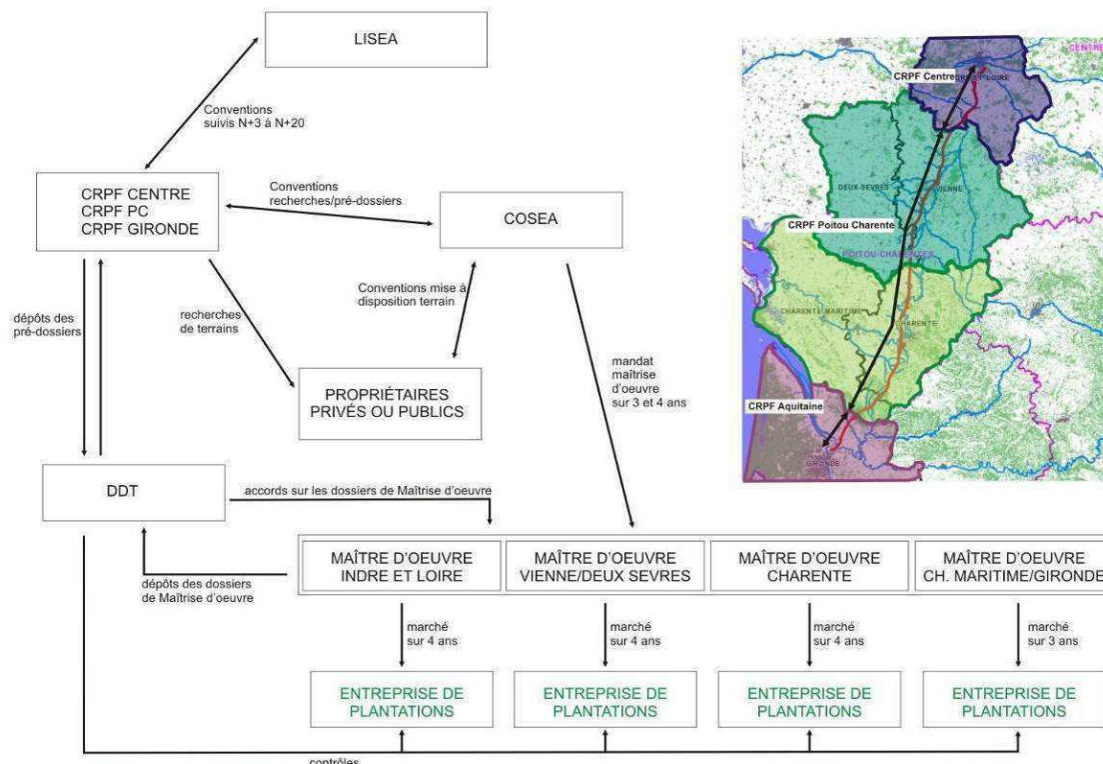 LISEA
Conventions
suivis N+3 à N+20
CRPF CENTRE
CRPF PC
CRPF GIRONDE
Conventions
recherches/pré-dossiers
COSEA
dépôts des
pré-dossiers
recherches
de terrains
Conventions mise à
disposition terrain
PROPRIÉTAIRES
PRIVÉS OU PUBLICS
mandat
maîtrise
d'oeuvre
sur 3 et 4 ans
DDT
accords sur les dossiers de Maîtrise d'oeuvre
dépôts des dossiers
de Maîtrise d'oeuvre
MAÎTRE D'OEUVRE
INDRE ET LOIRE
MAÎTRE D'OEUVRE
VIENNE/DEUX SEVRES
MAÎTRE D'OEUVRE
CHARENTE
MAÎTRE D'OEUVRE
CH. MARITIME/GIRONDE
marché
sur 4 ans
marché
sur 4 ans
marché
sur 4 ans
marché
sur 3 ans
ENTREPRISE DE
PLANTATIONS
ENTREPRISE DE
PLANTATIONS
ENTREPRISE DE
PLANTATIONS
ENTREPRISE DE
PLANTATIONS
contrôles
CENTRE
CRPF Centre
ET LOIRE
DEUX-SEVRES
VIENNE
CRPF Poitou Charente
POITOU-CHARENTES
CHARENTE MARITIME
CHARENTE
CRPF Aquitaine
GIRONDE